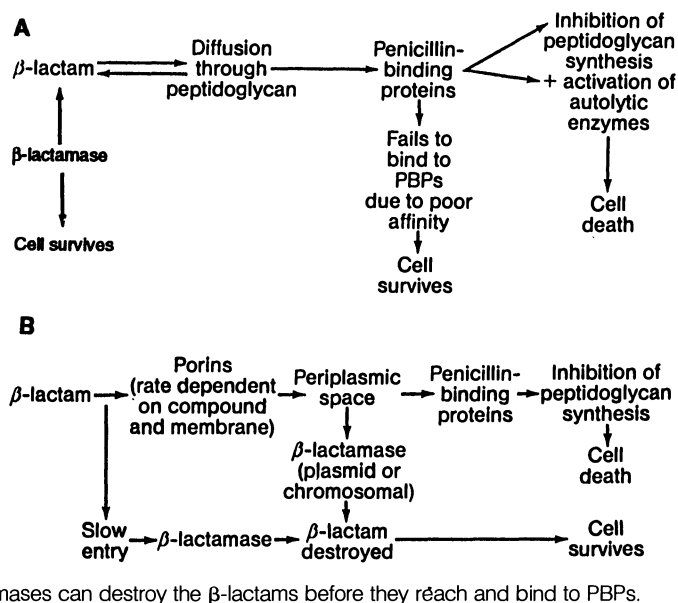 A
β-lactam
Diffusion
through
peptidoglycan
Penicillin-
binding
proteins
Inhibition of
peptidoglycan
synthesis
+ activation of
autolytic
enzymes
Cell
death
Fails to
bind to
PBPs
due to poor
affinity
Cell
survives
β-lactamase
Cell survives
B
β-lactam
Porins
(rate dependent
on compound
and membrane)
Periplasmic
space
Penicillin-
binding
proteins
Inhibition of
peptidoglycan
synthesis
Cell
death
β-lactamase
(plasmid or
chromosomal)
Slow
entry
β-lactamase
β-lactam
destroyed
Cell
survives
mases can destroy the β-lactams before they reach and bind to PBPs.